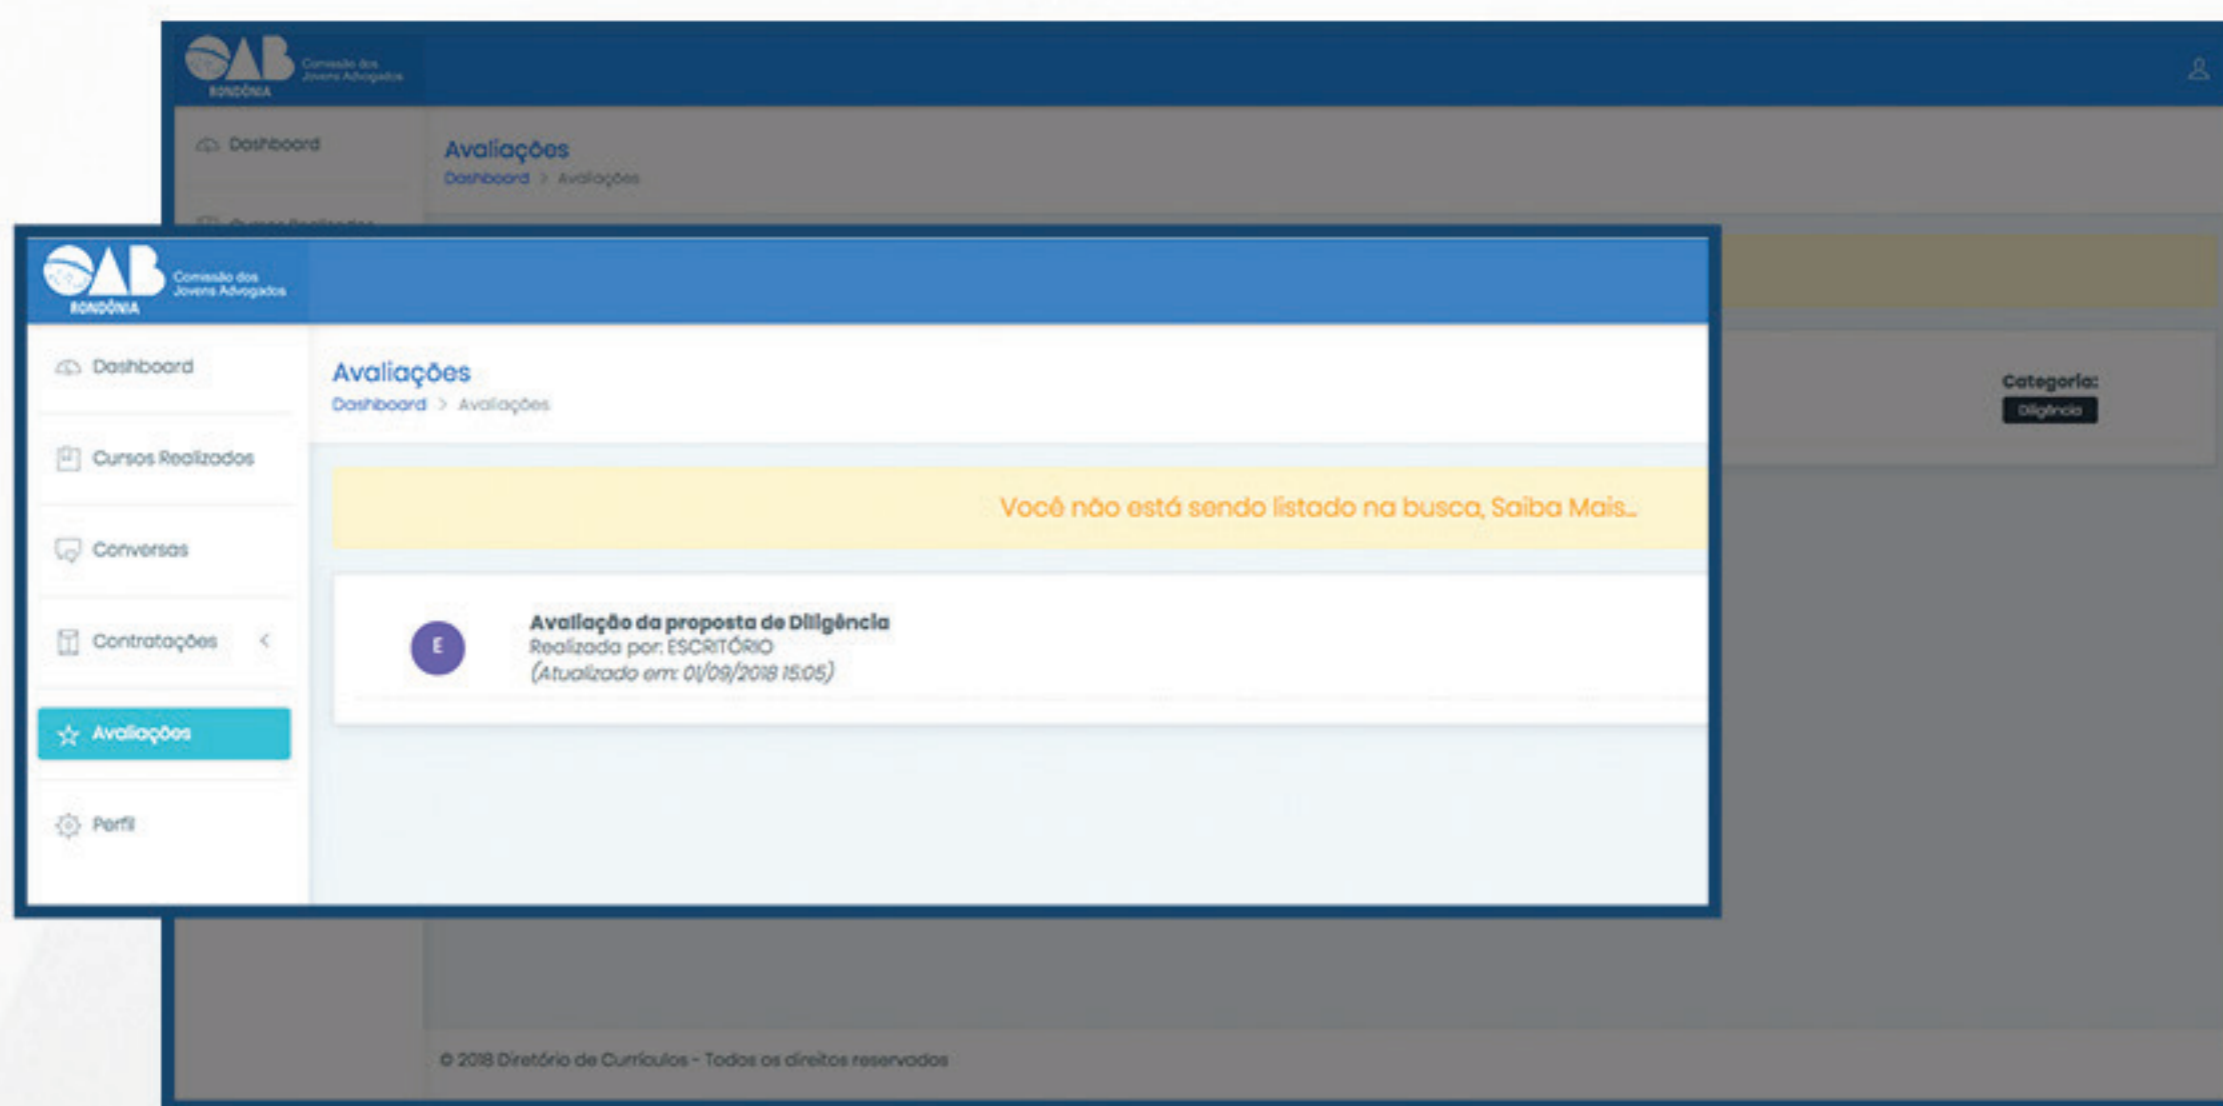 OAB
RONDÔNIA
Comissão dos
Jovens Advogados
Dashboard
Avaliações
Dashboard > Avaliações
Cursos Realizados
OAB
RONDÔNIA
Comissão dos
Jovens Advogados
Dashboard
Cursos Realizados
Conversas
Contratações <
Avaliações
Perfil
Avaliações
Dashboard > Avaliações
Você não está sendo listado na busca, Saiba Mais...
E
Avaliação da proposta de Diligência
Realizada por: ESCRITÓRIO
(Atualizado em: 01/09/2018 15:05)
Categoria:
Diligência
© 2018 Diretório de Currículos - Todos os direitos reservados